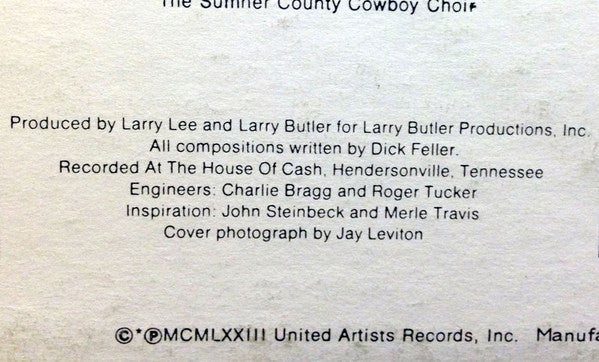 The Sumner County Cowboy Choir
Produced by Larry Lee and Larry Butler for Larry Butler Productions, Inc.
All compositions written by Dick Feller.
Recorded At The House Of Cash, Hendersonville, Tennessee
Engineers: Charlie Bragg and Roger Tucker
Inspiration: John Steinbeck and Merle Travis
Cover photograph by Jay Leviton
©*℗MCMLXXIII United Artists Records, Inc. Manufa